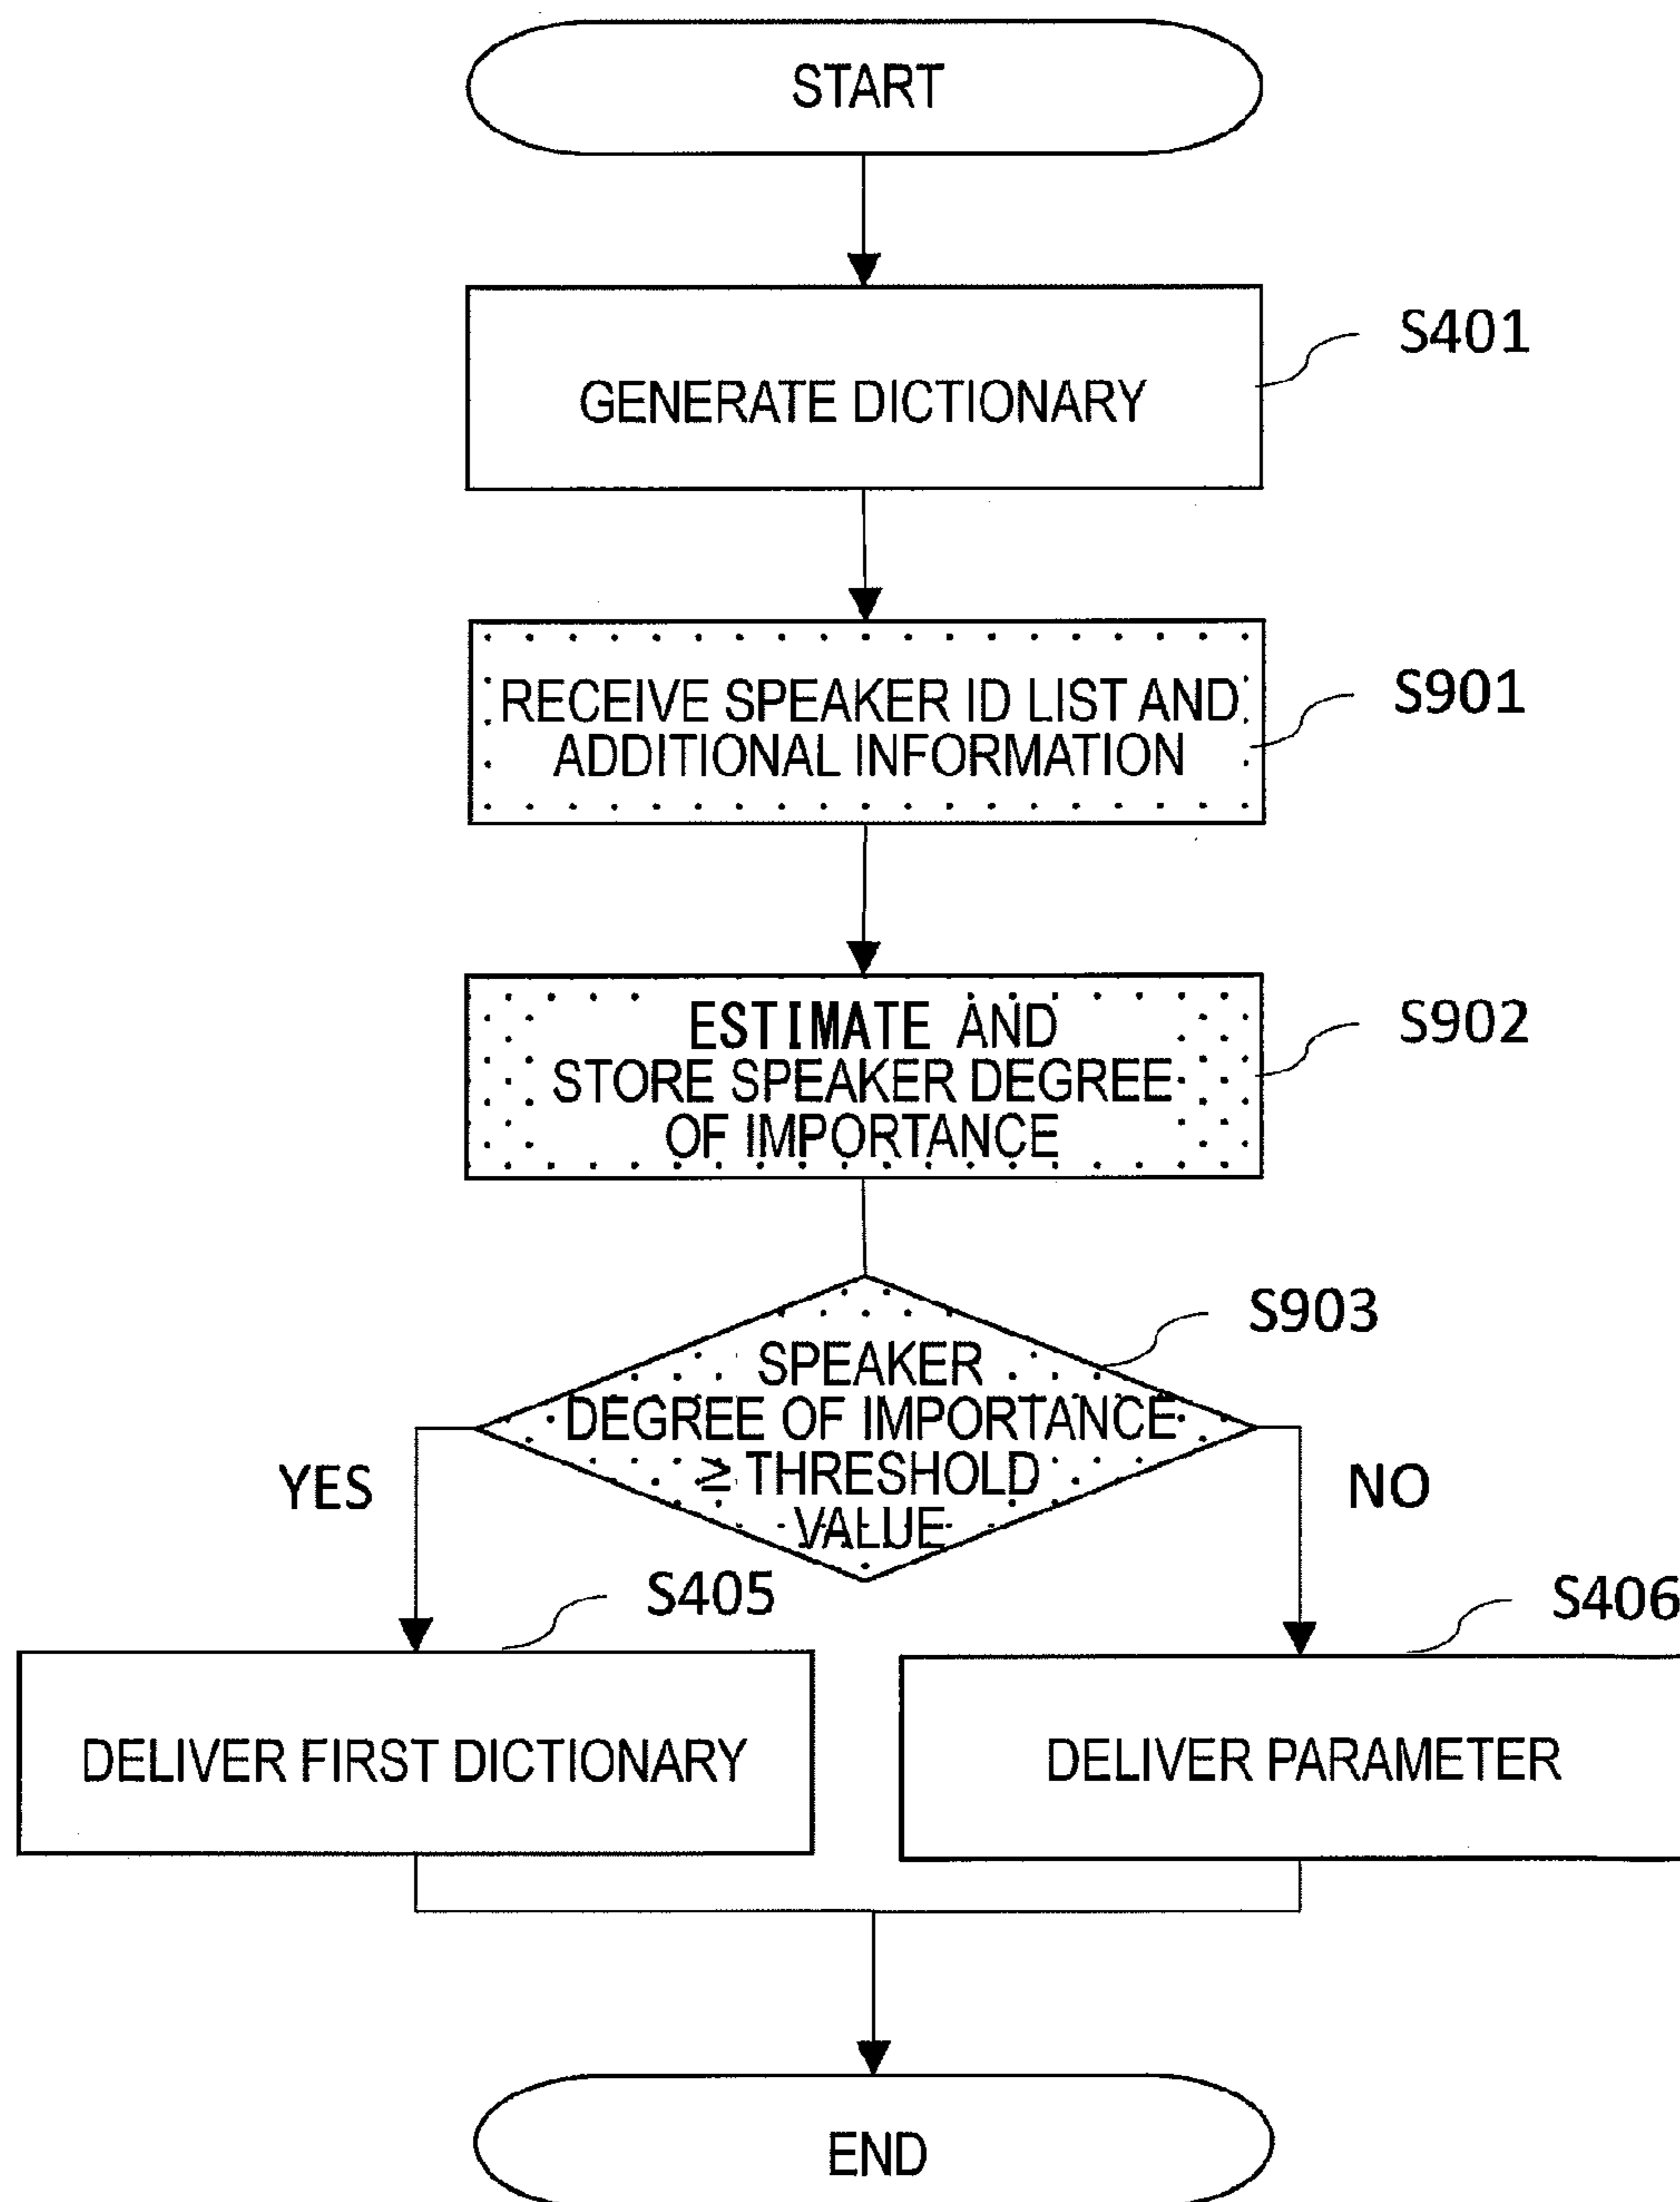 START
GENERATE DICTIONARY
S401
RECEIVE SPEAKER ID LIST AND
ADDITIONAL INFORMATION
S901
ESTIMATE AND
STORE SPEAKER DEGREE
OF IMPORTANCE
S902
SPEAKER
DEGREE OF IMPORTANCE
≥ THRESHOLD
VALUE
S903
YES
NO
S405
S406
DELIVER FIRST DICTIONARY
DELIVER PARAMETER
END